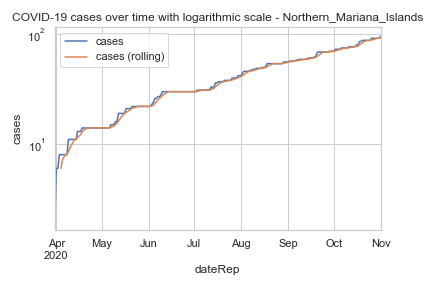 COVID-19 cases over time with logarithmic scale - Northern_Mariana_Islands
10²
cases
cases (rolling)
cases
10¹
Apr May Jun Jul Aug Sep Oct Nov
2020
dateRep